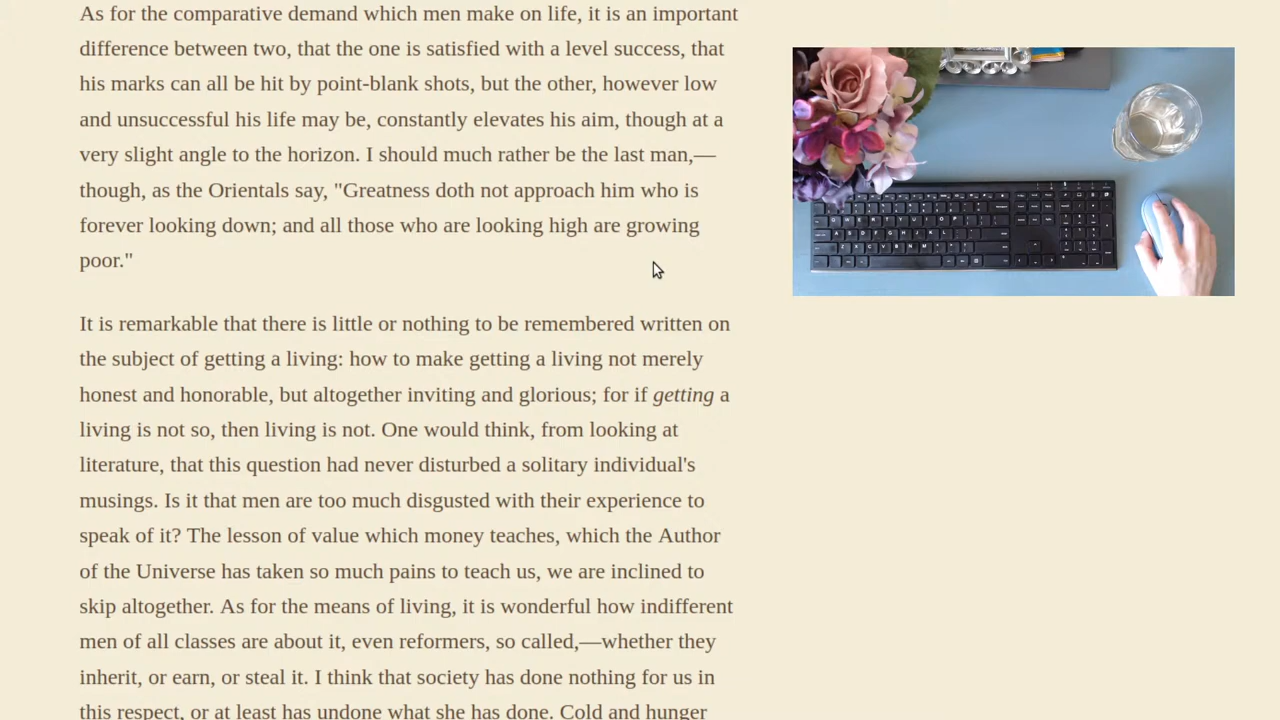 As for the comparative demand which men make on life, it is an important
difference between two, that the one is satisfied with a level success, that
his marks can all be hit by point-blank shots, but the other, however low
and unsuccessful his life may be, constantly elevates his aim, though at a
very slight angle to the horizon. I should much rather be the last man,—
though, as the Orientals say, "Greatness doth not approach him who is
forever looking down; and all those who are looking high are growing
poor."
It is remarkable that there is little or nothing to be remembered written on
the subject of getting a living: how to make getting a living not merely
honest and honorable, but altogether inviting and glorious; for if getting a
living is not so, then living is not. One would think, from looking at
literature, that this question had never disturbed a solitary individual's
musings. Is it that men are too much disgusted with their experience to
speak of it? The lesson of value which money teaches, which the Author
of the Universe has taken so much pains to teach us, we are inclined to
skip altogether. As for the means of living, it is wonderful how indifferent
men of all classes are about it, even reformers, so called,—whether they
inherit, or earn, or steal it. I think that society has done nothing for us in
this respect, or at least has undone what she has done. Cold and hunger